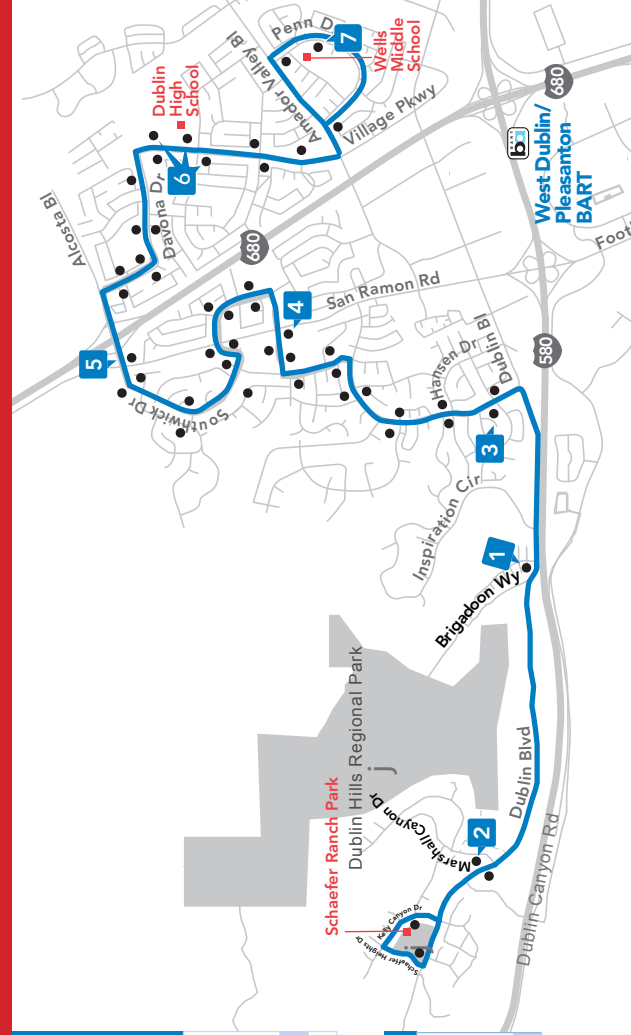 Penn D
7
Wells
Middle
School
Amador Valley Bl
Village Pkwy
680
Dublin
High
School
6
Davona Dr
Alcosta Bl
680
West Dublin/
Pleasanton
BART
Foot
San Ramon Rd
4
5
Southwick Dr
Hansen Dr
Dublin Bl
580
3
Inspiration Cir
1
Brigadoon Wy
Dublin Hills Regional Park
Schaefer Ranch Park
Marshall/Caynon Dr
2
Dublin Blvd
Dublin Canyon Rd
Kelly Canyon Dr
Schaeffer Heights Dr